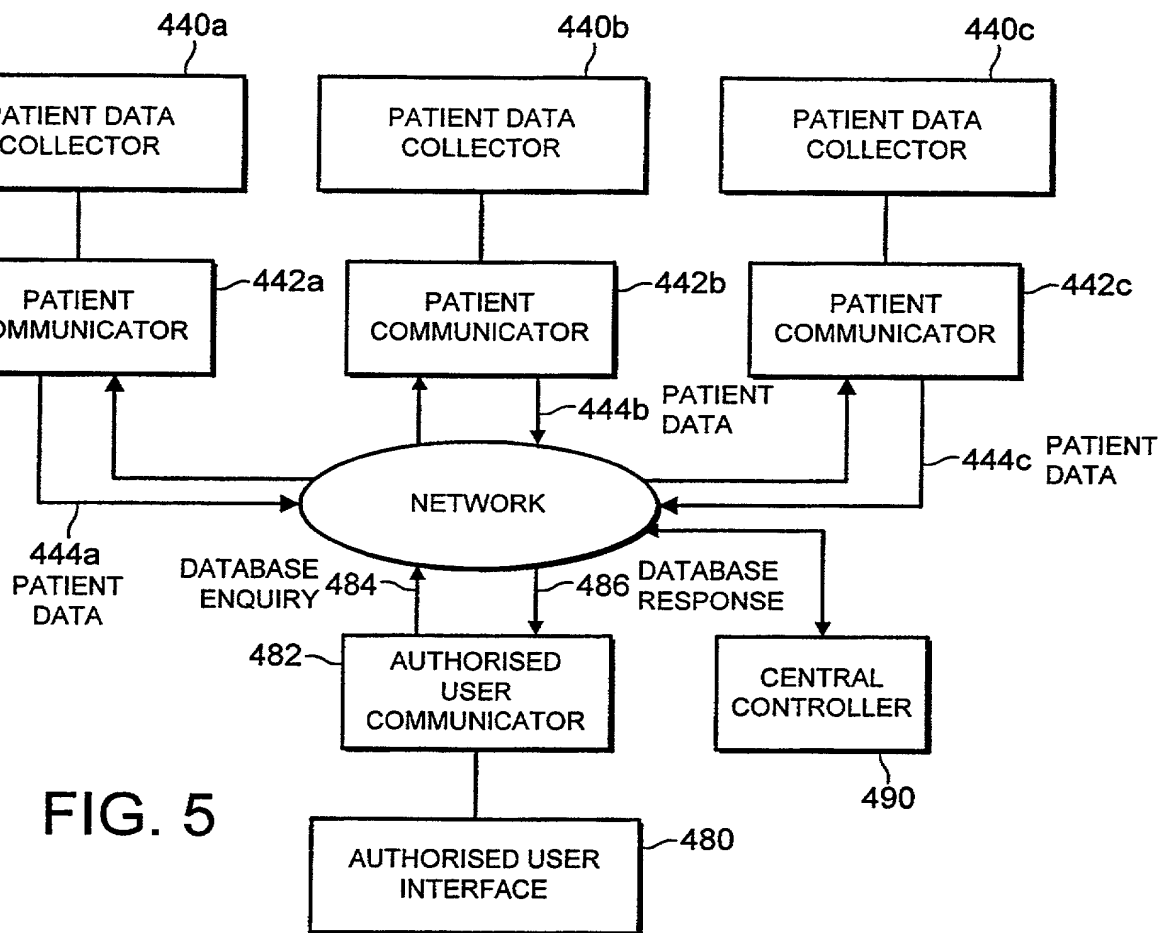 440a
440b
440c
ATIENT DATA
COLLECTOR
PATIENT DATA
COLLECTOR
PATIENT DATA
COLLECTOR
442a
442b
442c
PATIENT
OMMUNICATOR
PATIENT
COMMUNICATOR
PATIENT
COMMUNICATOR
444b
PATIENT
DATA
444c
PATIENT
DATA
NETWORK
444a
PATIENT
DATA
DATABASE
ENQUIRY
484
486
DATABASE
RESPONSE
482
AUTHORISED
USER
COMMUNICATOR
CENTRAL
CONTROLLER
490
FIG. 5
480
AUTHORISED USER
INTERFACE